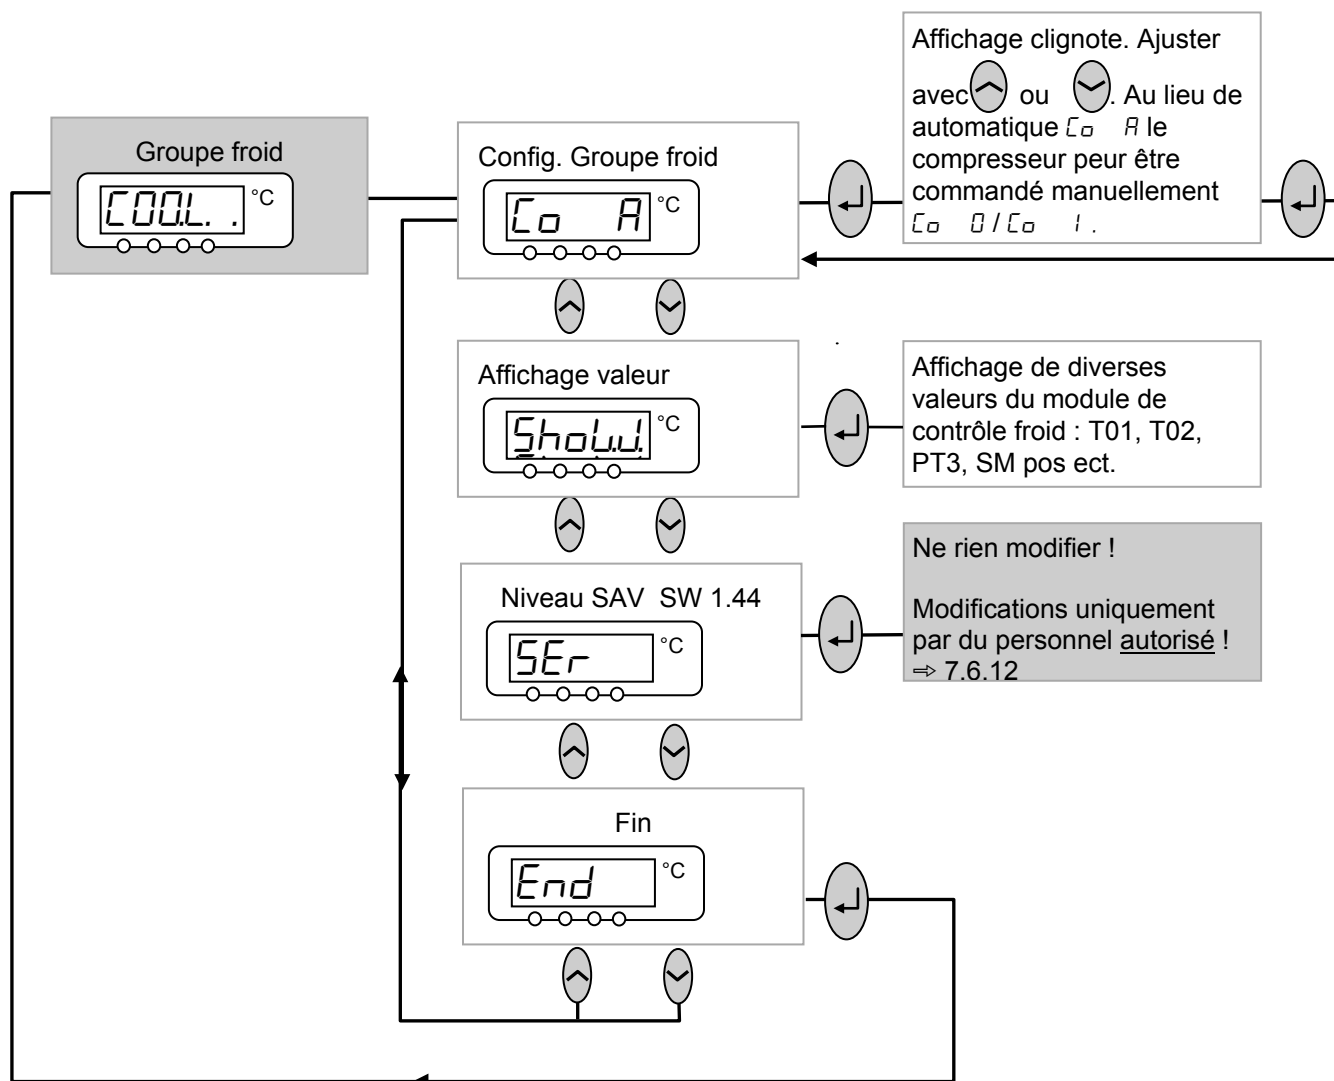 Groupe froid
COOL. .
°C
Config. Groupe froid
Co A
°C
Affichage clignote. Ajuster
avec ou . Au lieu de
automatique Co A le
compresseur peur être
commandé manuellement
Co 0 / Co 1 .
Affichage valeur
Show.
°C
Affichage de diverses
valeurs du module de
contrôle froid : T01, T02,
PT3, SM pos ect.
Niveau SAV SW 1.44
SEr
°C
Ne rien modifier !
Modifications uniquement
par du personnel autorisé !
⇨ 7.6.12
Fin
End
°C